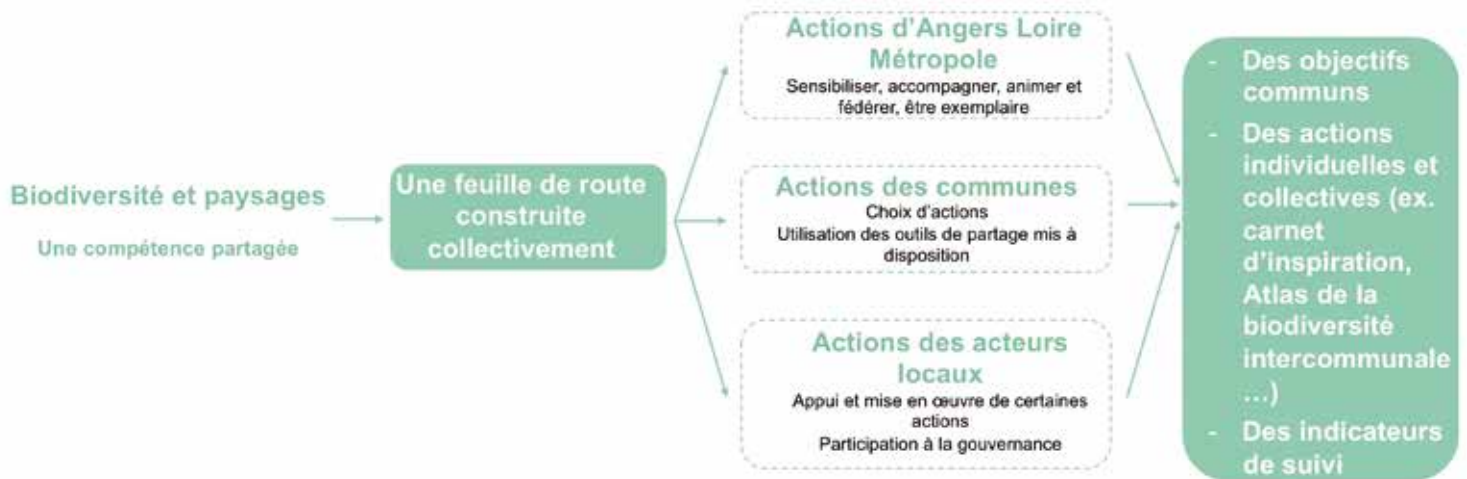 Biodiversité et paysages
Une compétence partagée
Une feuille de route
construite
collectivement
Actions d'Angers Loire
Métropole
Sensibiliser, accompagner, animer et
fédérer, être exemplaire
Actions des communes
Choix d'actions
Utilisation des outils de partage mis à
disposition
Actions des acteurs
locaux
Appui et mise en œuvre de certaines
actions
Participation à la gouvernance
- Des objectifs
communs
- Des actions
individuelles et
collectives (ex.
carnet
d'inspiration,
Atlas de la
biodiversité
intercommunale
…)
- Des indicateurs
de suivi